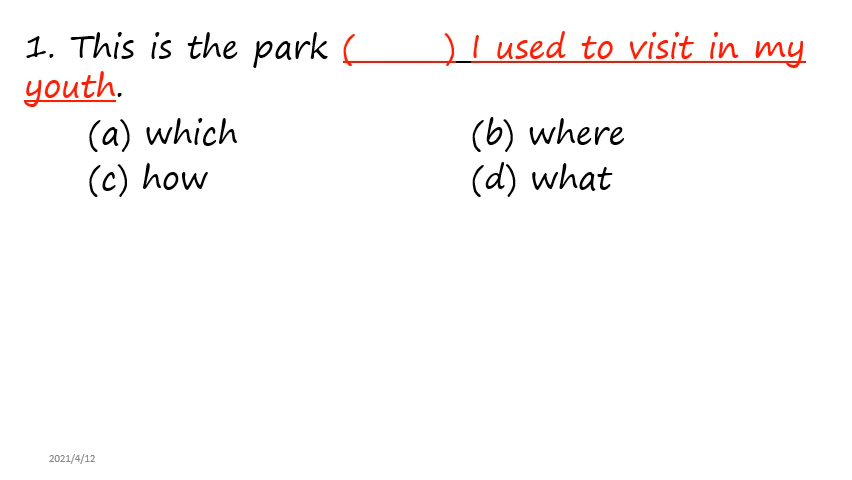 1. This is the park (      ) I used to visit in my
youth.
(a) which (b) where
(c) how (d) what
2021/4/12